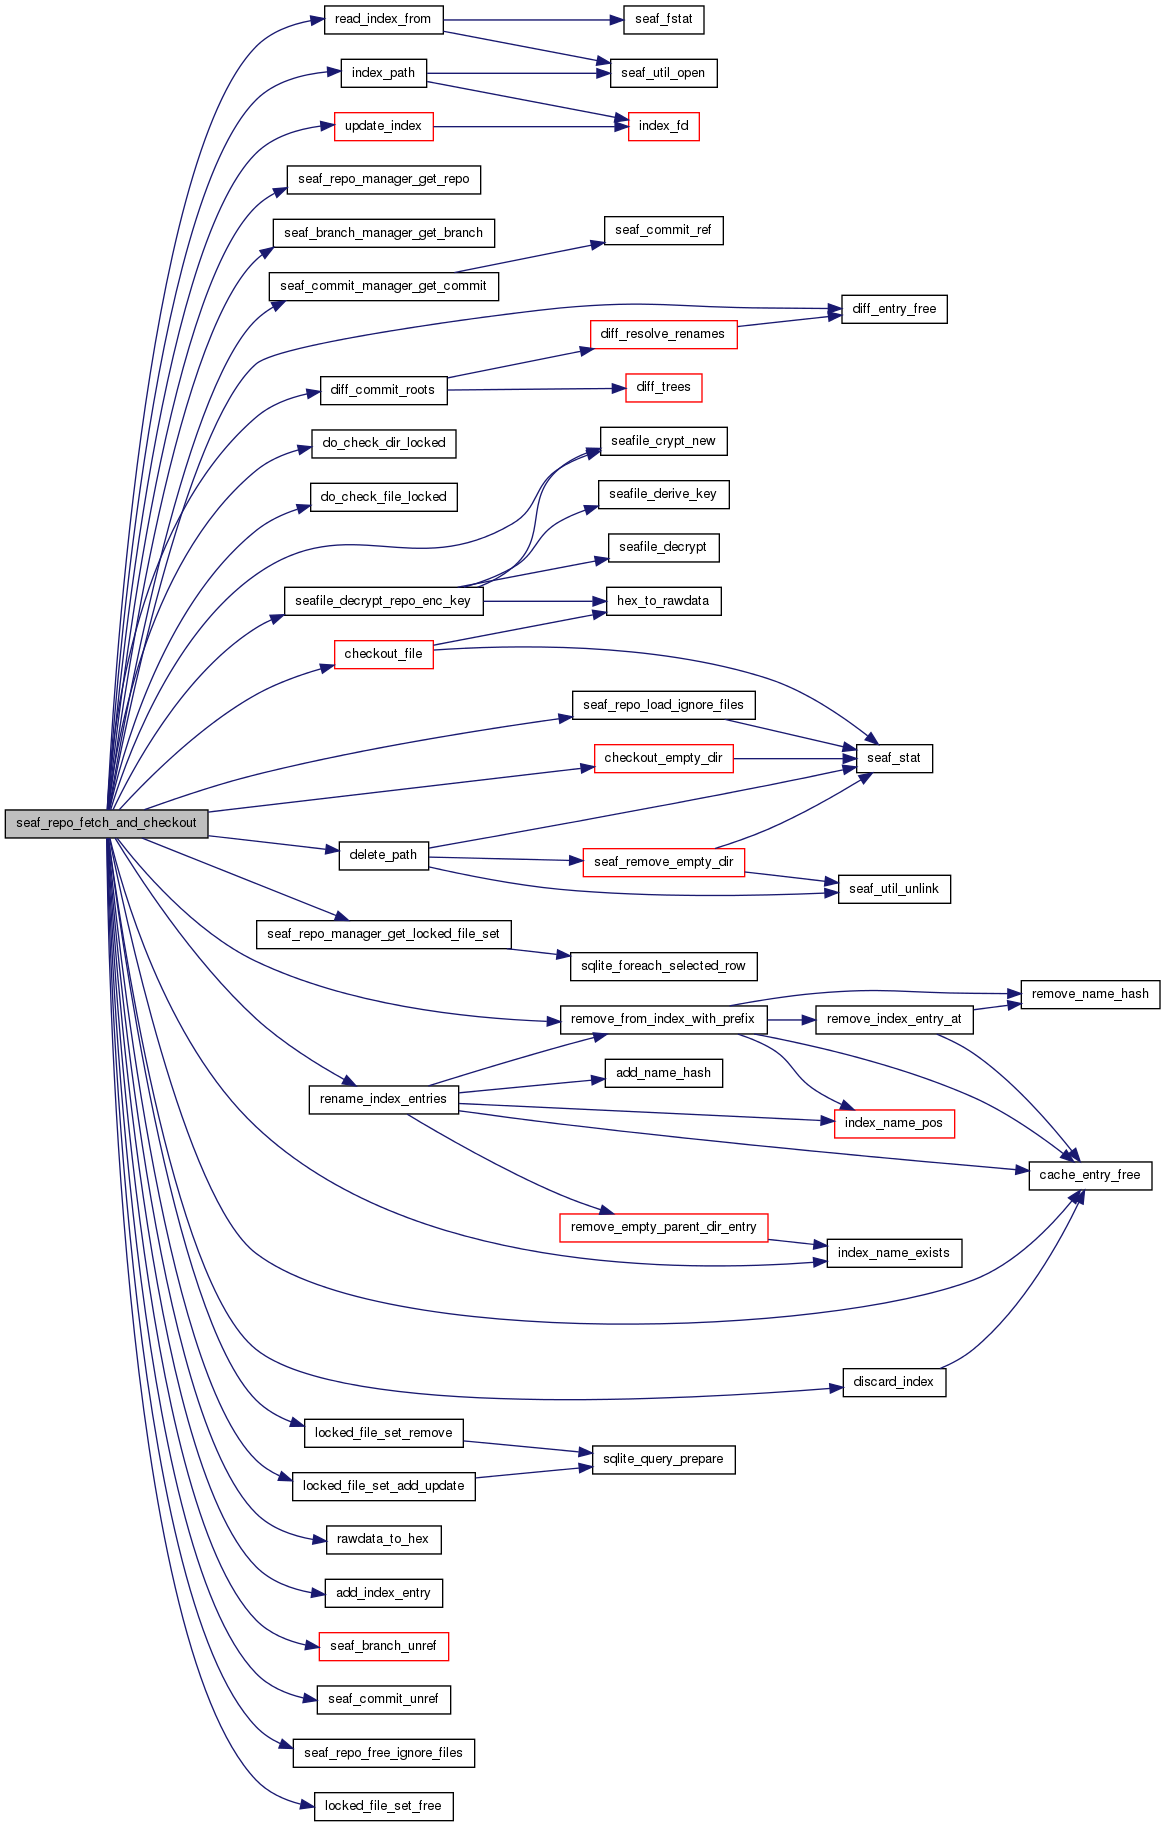 read_index_from
seaf_fstat
index_path
seaf_util_open
update_index
index_fd
seaf_repo_manager_get_repo
seaf_branch_manager_get_branch
seaf_commit_ref
seaf_commit_manager_get_commit
diff_entry_free
diff_resolve_renames
diff_commit_roots
diff_trees
do_check_dir_locked
seafile_crypt_new
do_check_file_locked
seafile_derive_key
seafile_decrypt
seafile_decrypt_repo_enc_key
hex_to_rawdata
checkout_file
seaf_repo_load_ignore_files
checkout_empty_dir
seaf_stat
seaf_repo_fetch_and_checkout
delete_path
seaf_remove_empty_dir
seaf_util_unlink
seaf_repo_manager_get_locked_file_set
sqlite_foreach_selected_row
remove_name_hash
remove_from_index_with_prefix
remove_index_entry_at
add_name_hash
rename_index_entries
index_name_pos
cache_entry_free
remove_empty_parent_dir_entry
index_name_exists
discard_index
locked_file_set_remove
sqlite_query_prepare
locked_file_set_add_update
rawdata_to_hex
add_index_entry
seaf_branch_unref
seaf_commit_unref
seaf_repo_free_ignore_files
locked_file_set_free